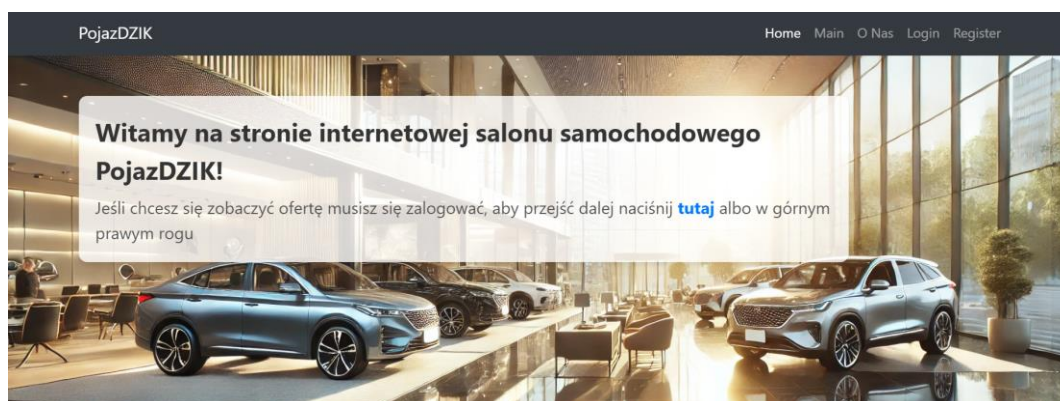 PojazDZIK
Home Main O Nas Login Register
Witamy na stronie internetowej salonu samochodowego
PojazDZIK!
Jeśli chcesz się zobaczyć ofertę musisz się zalogować, aby przejść dalej naciśnij tutaj albo w górnym
prawym rogu